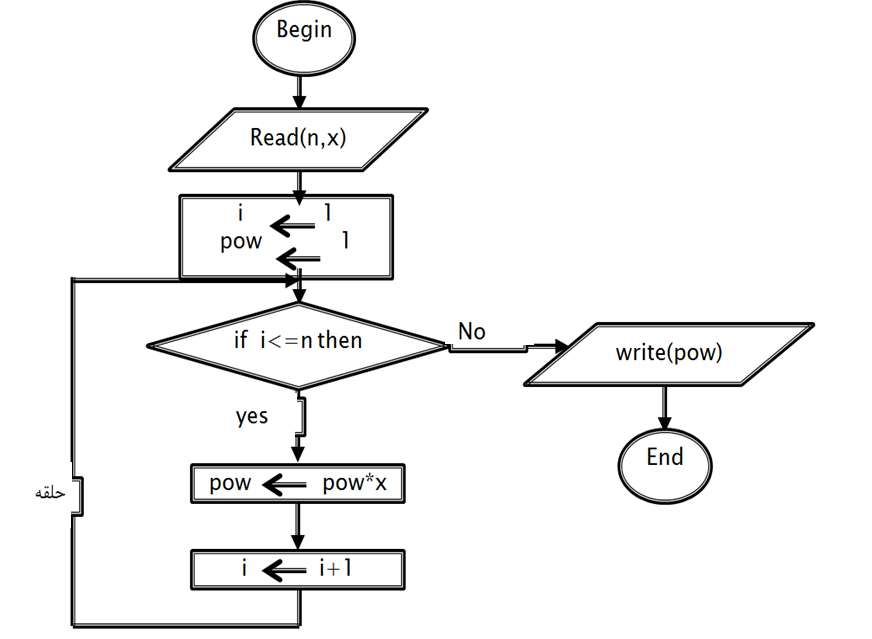 Begin
Read(n,x)
i ← 1
pow ← 1
if i<=n then
No
write(pow)
yes
End
pow ← pow*x
حلقه
i ← i+1